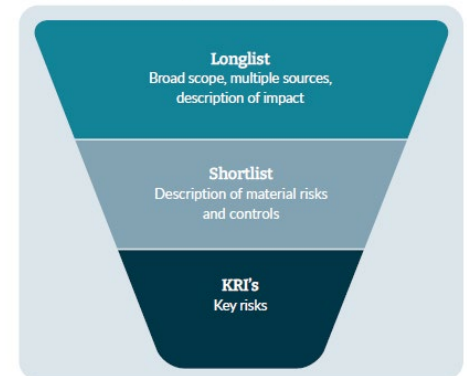 Longlist
Broad scope, multiple sources,
description of impact
Shortlist
Description of material risks
and controls
KRI's
Key risks